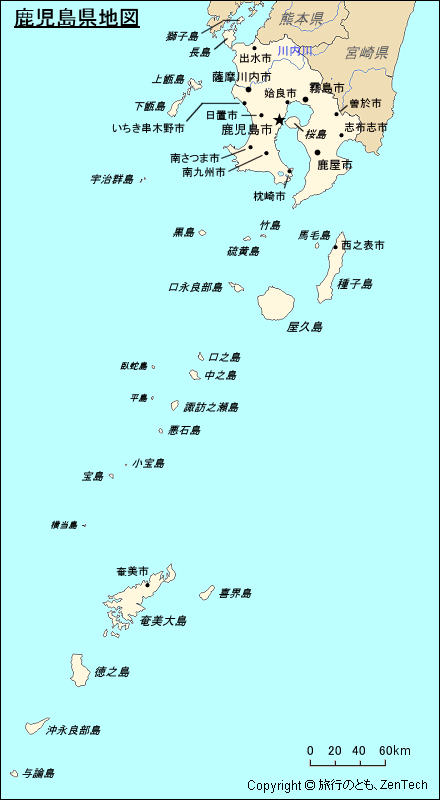 鹿児島県地図
獅子島
熊本県
長島
出水市
川内川
宮崎県
上甑島
薩摩川内市
姶良市
霧島市
下甑島
日置市
曽於市
いちき串木野市
鹿児島市
桜島
志布志市
南さつま市
鹿屋市
南九州市
宇治群島
枕崎市
竹島
黒島
馬毛島
硫黄島
西之表市
口永良部島
種子島
屋久島
口之島
臥蛇島
中之島
平島
諏訪之瀬島
悪石島
小宝島
宝島
横当島
奄美市
喜界島
奄美大島
徳之島
沖永良部島
与論島
0 20 40 60km
Copyright © 旅行のとも、ZenTech